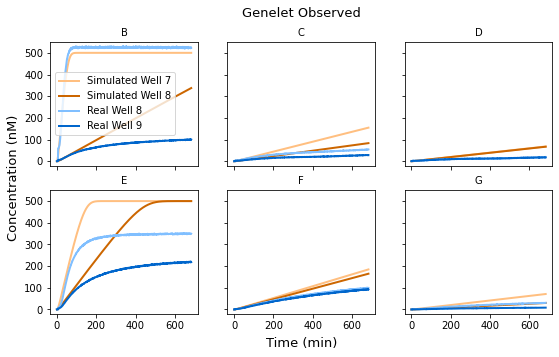 Genelet Observed
B
C
D
500
400
300
200
100
0
Simulated Well 7
Simulated Well 8
Real Well 8
Real Well 9
Concentration (nM)
E
F
G
500
400
300
200
100
0
0 200 400 600
0 200 400 600
0 200 400 600
Time (min)